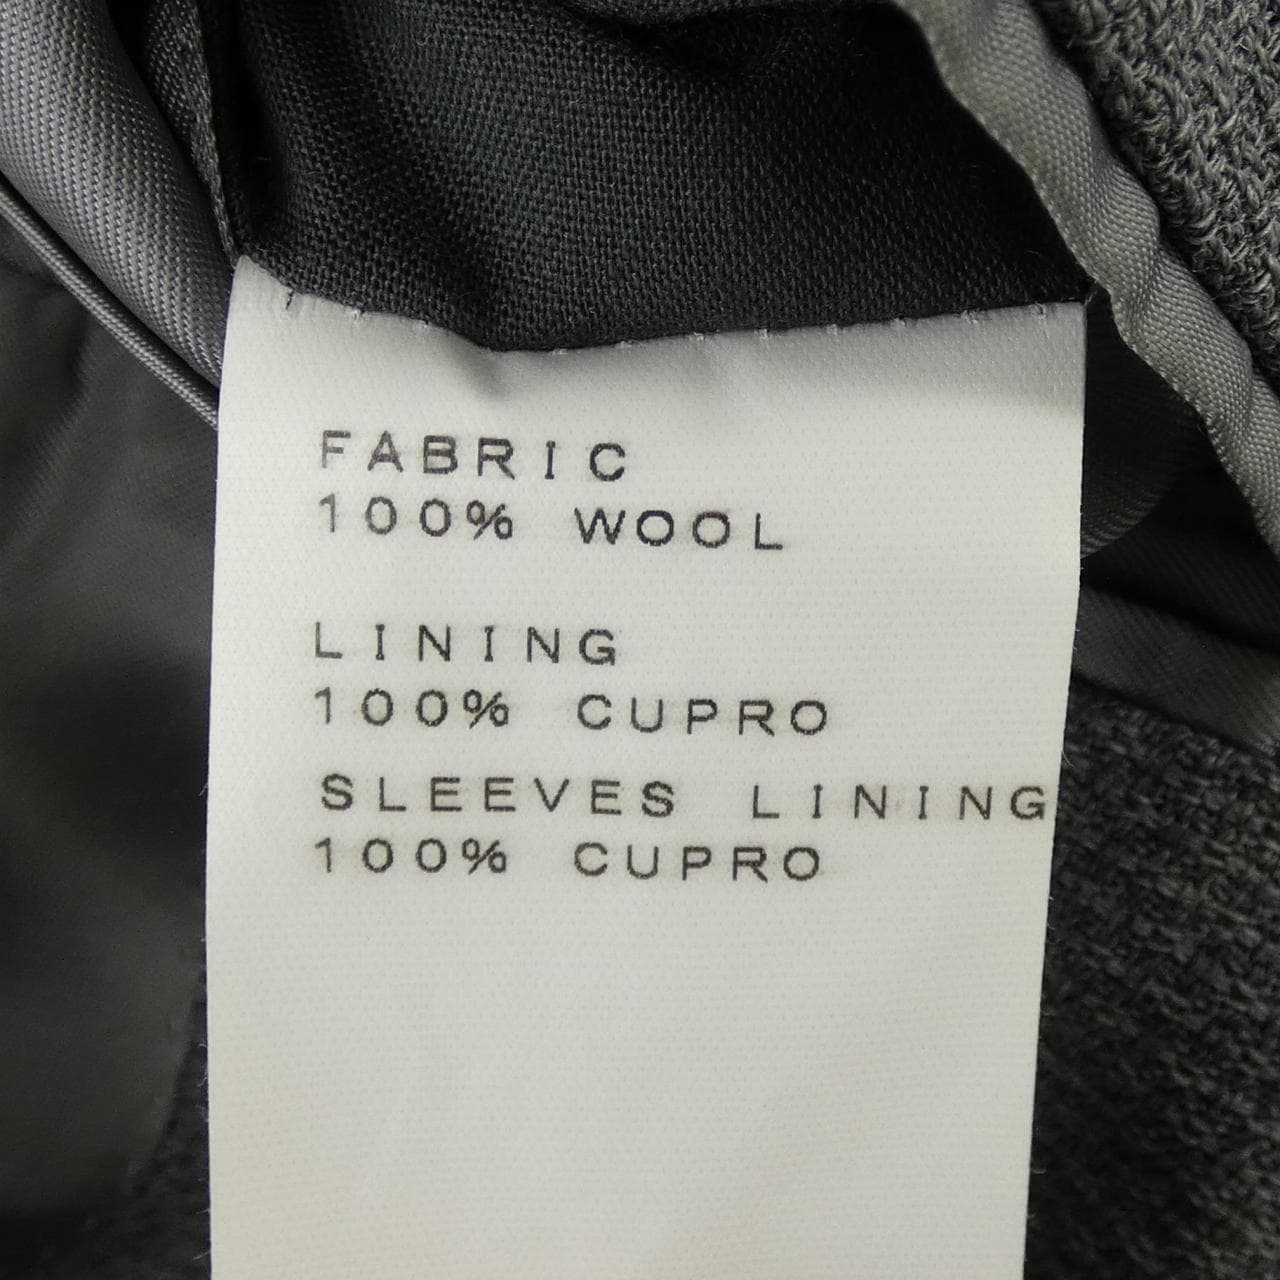 FABRIC
100% WOOL
LINING
100% CUPRO
SLEEVES LINING
100% CUPRO